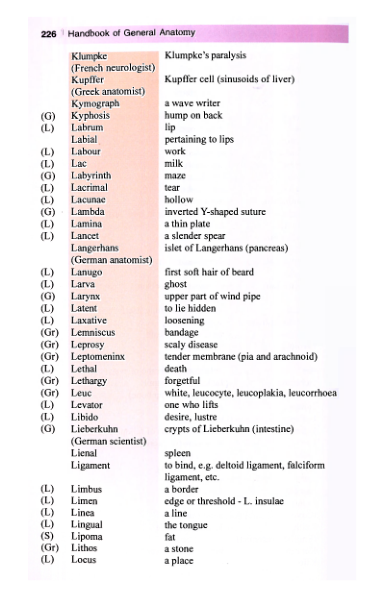 226 Handbook of General Anatomy
Klumpke Klumpke's paralysis
(French neurologist)
Kupffer Kupffer cell (sinusoids of liver)
(Greek anatomist)
Kymograph a wave writer
(G) Kyphosis hump on back
(L) Labrum lip
Labial pertaining to lips
(L) Labour work
(L) Lac milk
(G) Labyrinth maze
(L) Lacrimal tear
(L) Lacunae hollow
(G) Lambda inverted Y-shaped suture
(L) Lamina a thin plate
(L) Lancet a slender spear
Langerhans islet of Langerhans (pancreas)
(German anatomist)
(L) Lanugo first soft hair of beard
(L) Larva ghost
(G) Larynx upper part of wind pipe
(L) Latent to lie hidden
(L) Laxative loosening
(Gr) Lemniscus bandage
(Gr) Leprosy scaly disease
(Gr) Leptomeninx tender membrane (pia and arachnoid)
(L) Lethal death
(Gr) Lethargy forgetful
(Gr) Leuc white, leucocyte, leucoplakia, leucorrhoea
(L) Levator one who lifts
(L) Libido desire, lustre
(G) Lieberkuhn crypts of Lieberkuhn (intestine)
(German scientist)
Lienal spleen
Ligament to bind, e.g. deltoid ligament, falciform
ligament, etc.
(L) Limbus a border
(L) Limen edge or threshold - L. insulae
(L) Linea a line
(L) Lingual the tongue
(S) Lipoma fat
(Gr) Lithos a stone
(L) Locus a place